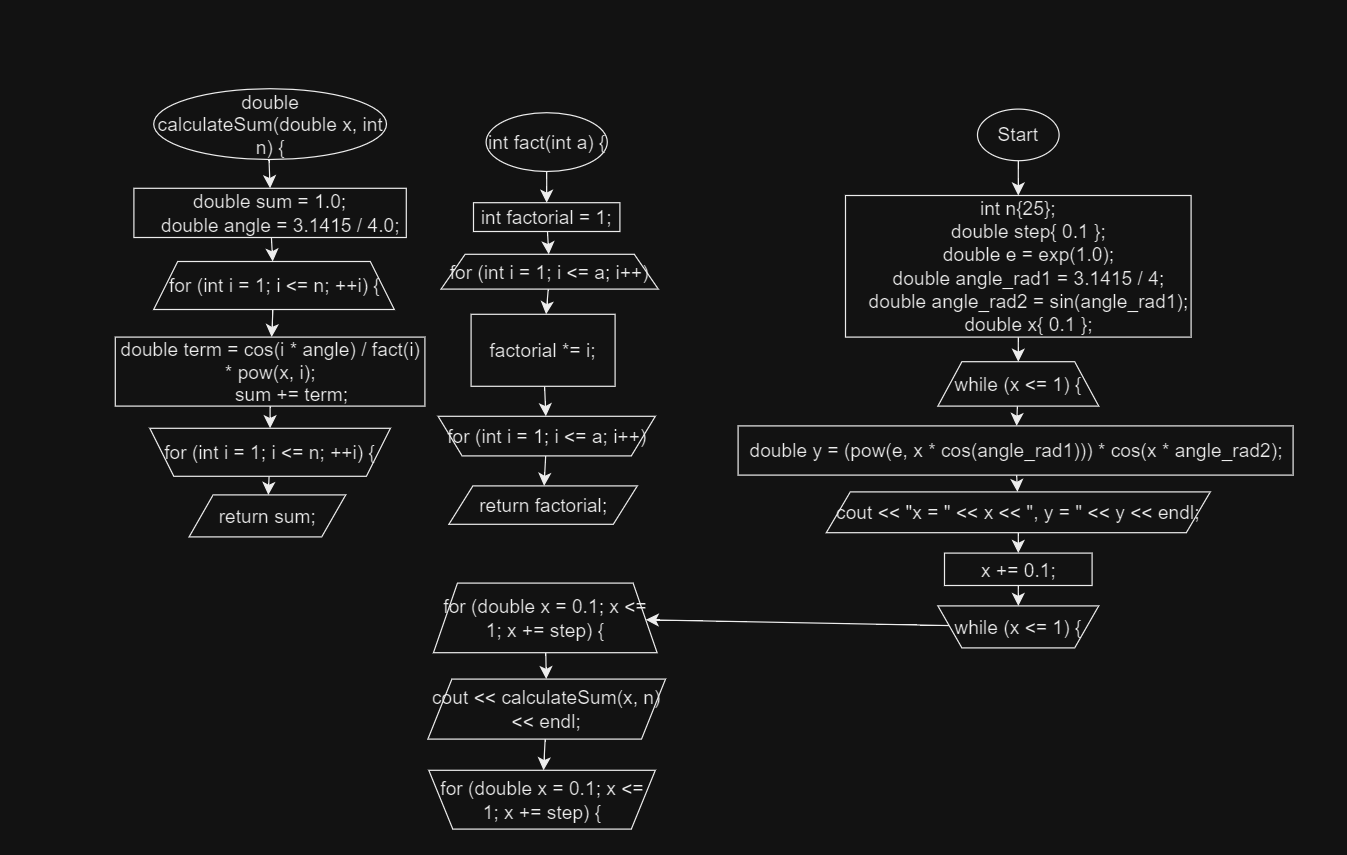 double
calculateSum(double x, int
n) {
double sum = 1.0;
double angle = 3.1415 / 4.0;
for (int i = 1; i <= n; ++i) {
double term = cos(i * angle) / fact(i)
* pow(x, i);
sum += term;
for (int i = 1; i <= n; ++i) {
return sum;
int fact(int a) {
int factorial = 1;
for (int i = 1; i <= a; i++)
factorial *= i;
for (int i = 1; i <= a; i++)
return factorial;
Start
int n{25};
double step{ 0.1 };
double e = exp(1.0);
double angle_rad1 = 3.1415 / 4;
double angle_rad2 = sin(angle_rad1);
double x{ 0.1 };
while (x <= 1) {
double y = (pow(e, x * cos(angle_rad1))) * cos(x * angle_rad2);
cout << "x = " << x << ", y = " << y << endl;
x += 0.1;
while (x <= 1) {
for (double x = 0.1; x <=
1; x += step) {
cout << calculateSum(x, n)
<< endl;
for (double x = 0.1; x <=
1; x += step) {